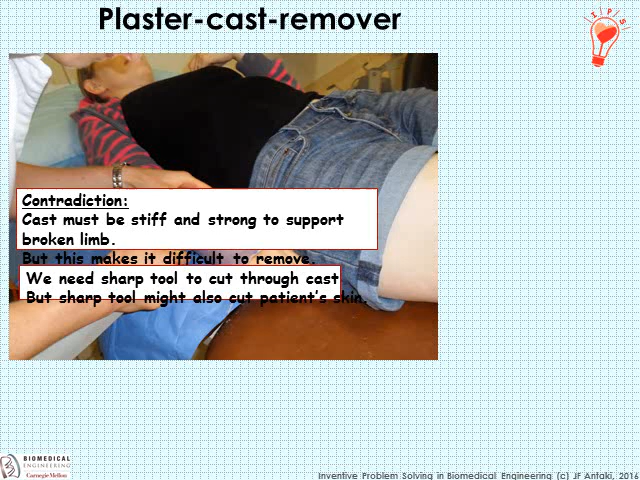 Plaster-cast-remover
I P S
Contradiction:
Cast must be stiff and strong to support
broken limb.
But this makes it difficult to remove.
We need sharp tool to cut through cast
But sharp tool might also cut patient's skin.
BIOMEDICAL
ENGINEERING
Carnegie Mellon
Inventive Problem Solving in Biomedical Engineering (c) JF Antaki, 2016